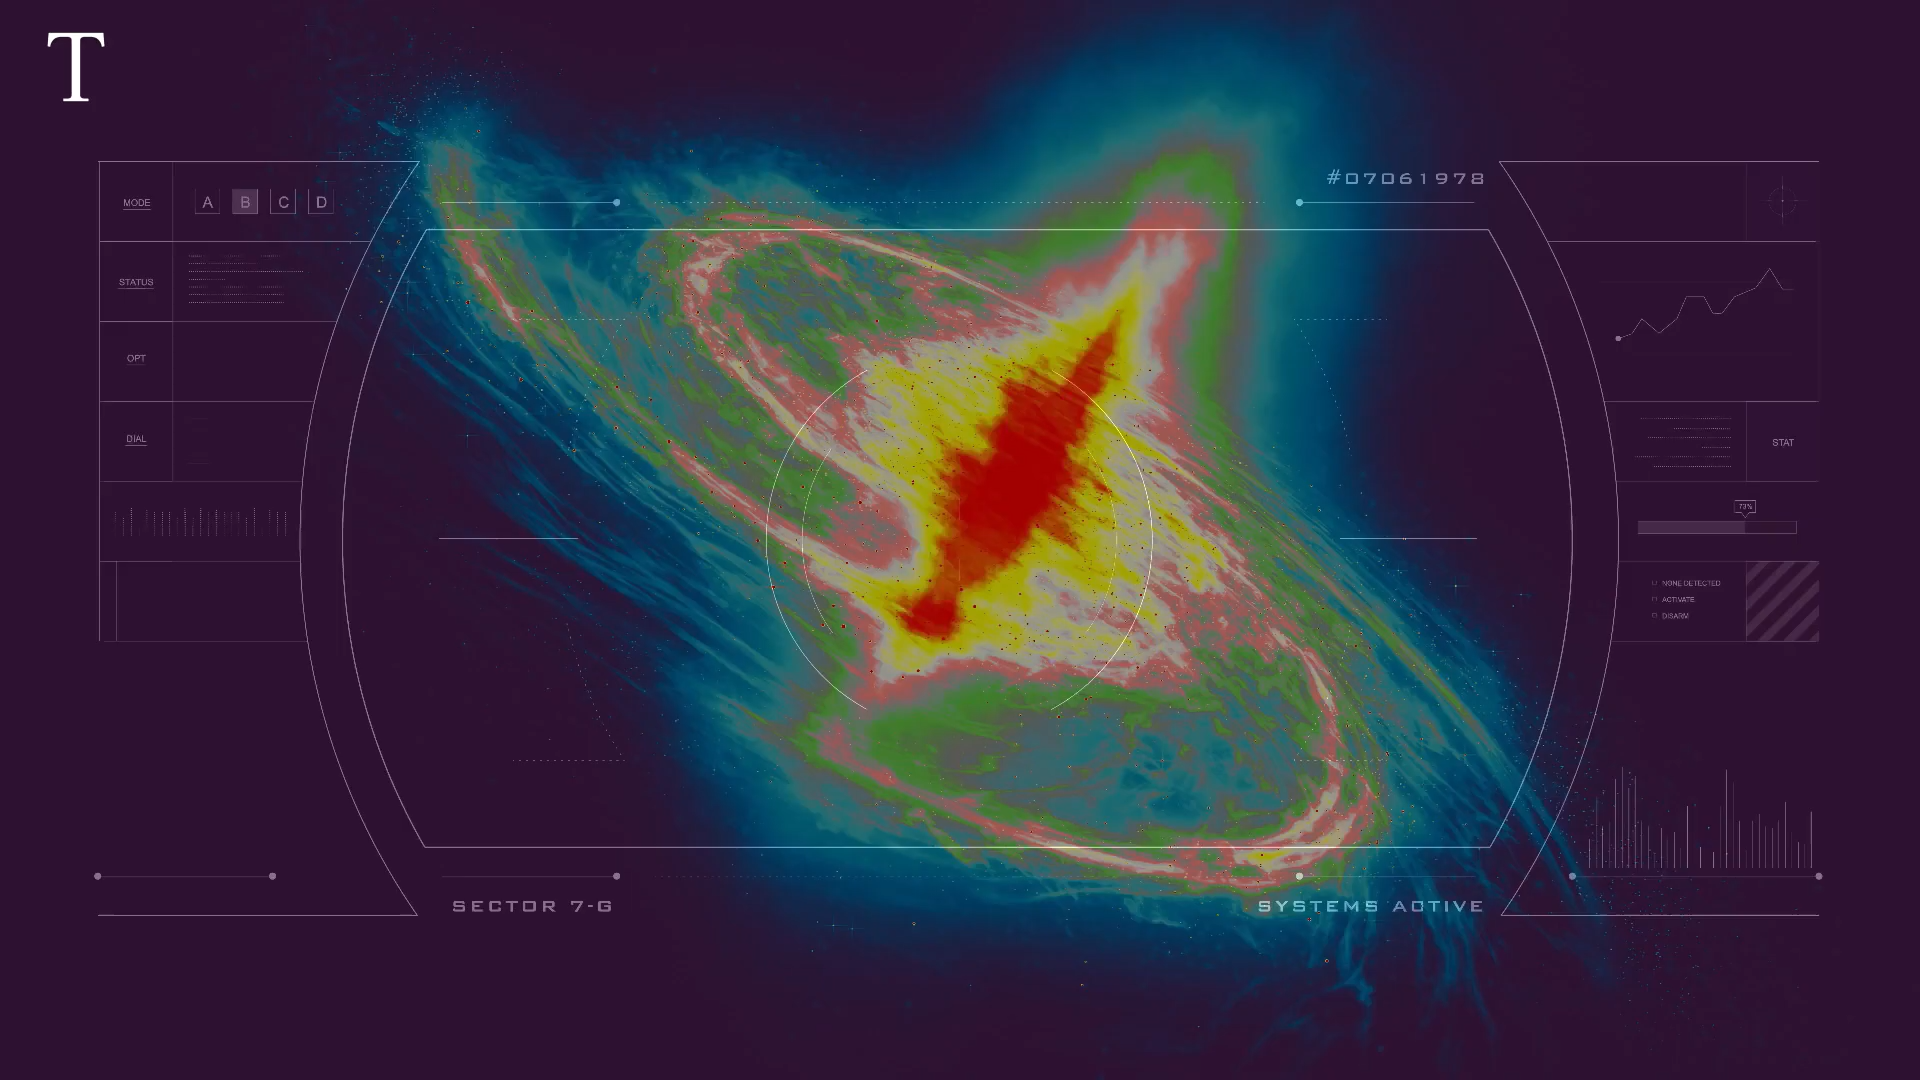 T
#07061978
MODE
A B C D
STATUS
OPT
DIAL
STAT
73%
NONE DETECTED
ACTIVATE
DISARM
SECTOR 7-G
SYSTEMS ACTIVE